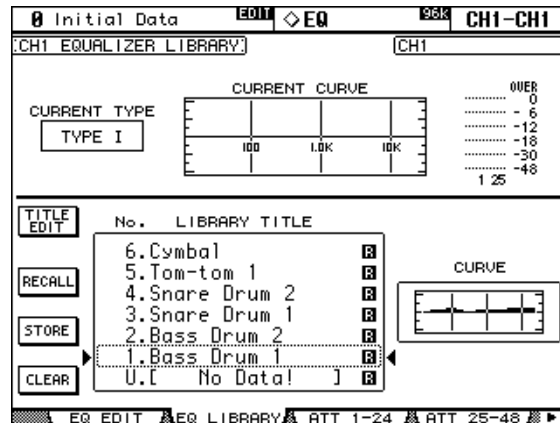 0 Initial Data EDIT ◇EQ 96k CH1-CH1
CH1 EQUALIZER LIBRARY
CH1
CURRENT TYPE
TYPE I
CURRENT CURVE
100 1.0K 10K
OVER
0
- 6
-12
-18
-30
-48
1 25
TITLE EDIT
RECALL
STORE
CLEAR
No. LIBRARY TITLE
6.Cymbal R
5.Tom-tom 1 R
4.Snare Drum 2 R
3.Snare Drum 1 R
2.Bass Drum 2 R
1.Bass Drum 1 R
U.[ No Data! ] R
CURVE
EQ EDIT EQ LIBRARY ATT 1-24 ATT 25-48